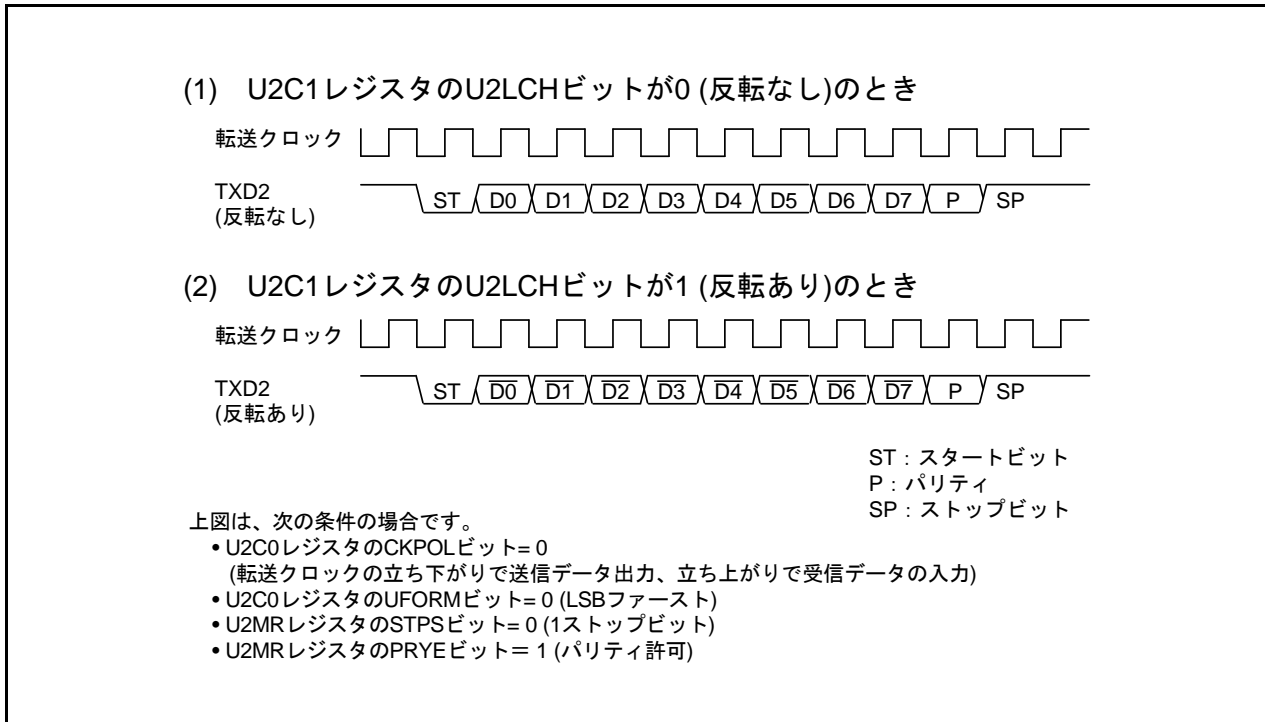 (1) U2C1レジスタのU2LCHビットが0 (反転なし)のとき
転送クロック
TXD2
(反転なし)
ST D0 D1 D2 D3 D4 D5 D6 D7 P SP
(2) U2C1レジスタのU2LCHビットが1 (反転あり)のとき
転送クロック
TXD2
(反転あり)
ST D̅0̅ D̅1̅ D̅2̅ D̅3̅ D̅4̅ D̅5̅ D̅6̅ D̅7̅ P SP
ST：スタートビット
P：パリティ
SP：ストップビット
上図は、次の条件の場合です。
• U2C0レジスタのCKPOLビット= 0
(転送クロックの立ち下がりで送信データ出力、立ち上がりで受信データの入力)
• U2C0レジスタのUFORMビット= 0 (LSBファースト)
• U2MRレジスタのSTPSビット= 0 (1ストップビット)
• U2MRレジスタのPRYEビット＝ 1 (パリティ許可)